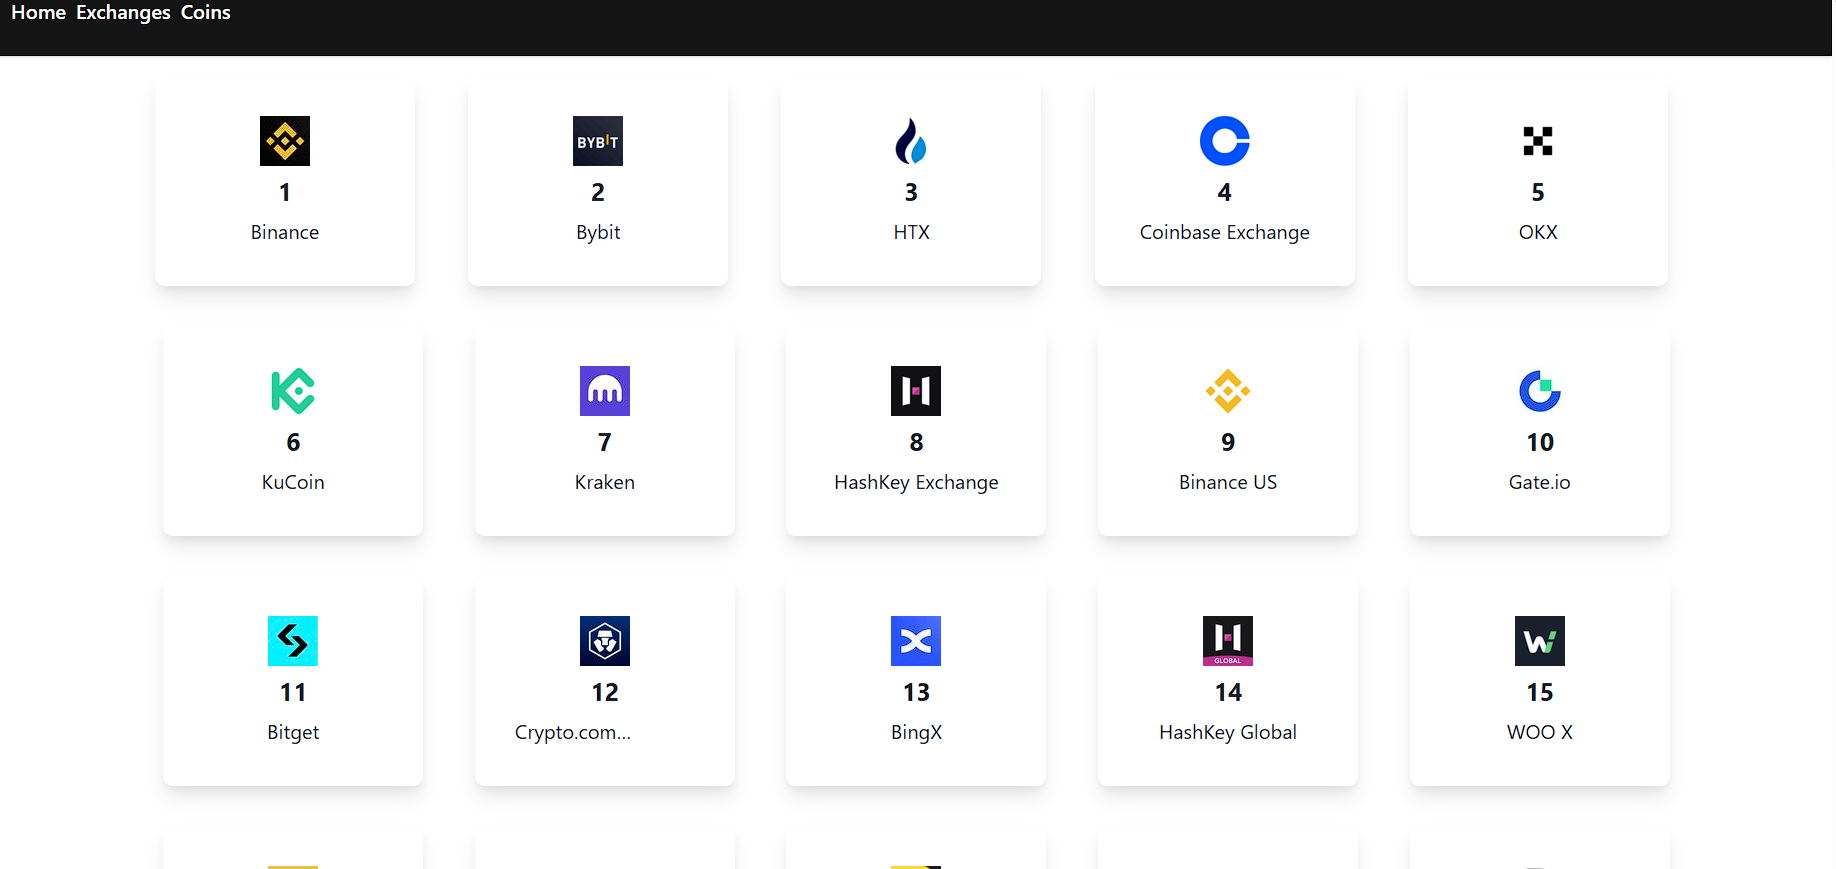 Home Exchanges Coins
BYBIT
1
Binance
2
Bybit
3
HTX
4
Coinbase Exchange
5
OKX
6
KuCoin
7
Kraken
8
HashKey Exchange
9
Binance US
10
Gate.io
11
Bitget
12
Crypto.com...
13
BingX
GLOBAL
14
HashKey Global
15
WOO X